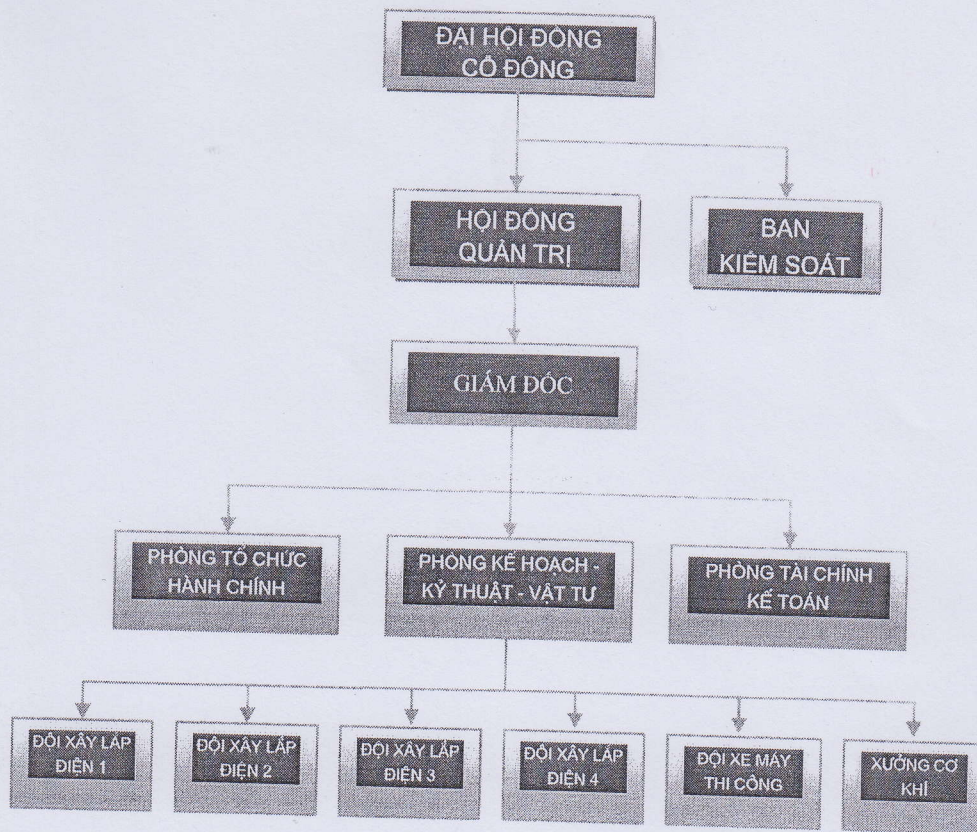 ĐẠI HỘI ĐỒNG
CỔ ĐÔNG
HỘI ĐỒNG
QUẢN TRỊ
BAN
KIỂM SOÁT
GIÁM ĐỐC
PHÒNG TỔ CHỨC
HÀNH CHÍNH
PHÒNG KẾ HOẠCH -
KỶ THUẬT - VẬT TƯ
PHÒNG TÀI CHÍNH
KẾ TOÁN
ĐỘI XÂY LẮP
ĐIỆN 1
ĐỘI XÂY LẮP
ĐIỆN 2
ĐỘI XÂY LẮP
ĐIỆN 3
ĐỘI XÂY LẮP
ĐIỆN 4
ĐỘI XE MÁY
THI CÔNG
XƯỞNG CƠ
KHÍ